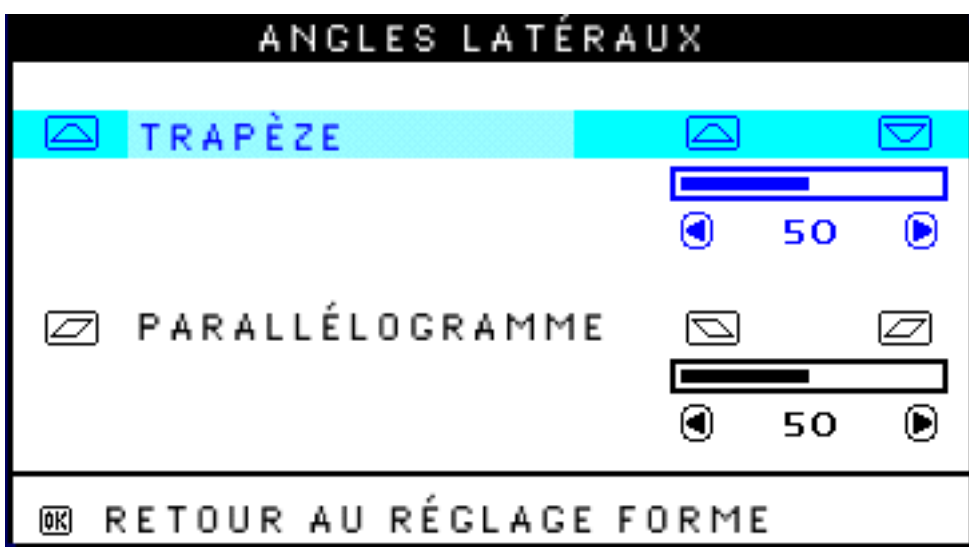 ANGLES LATÉRAUX
TRAPÈZE
50
PARALLÉLOGRAMME
50
OK RETOUR AU RÉGLAGE FORME